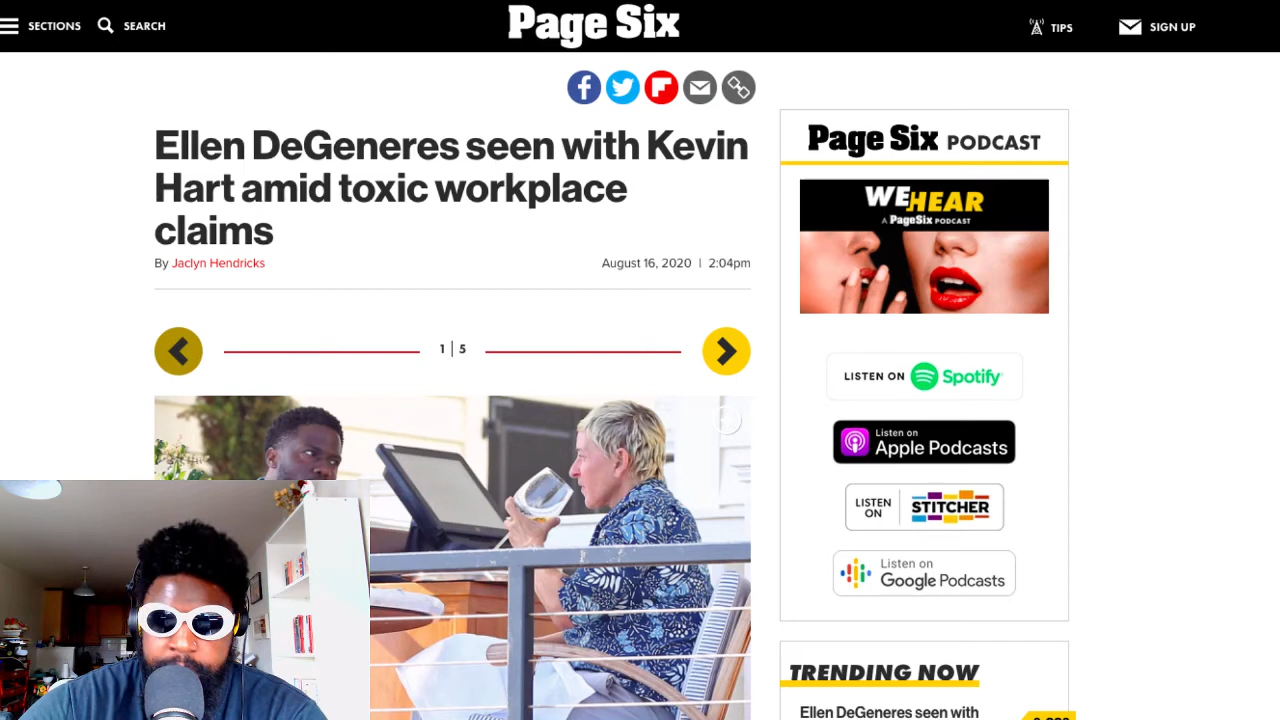 SECTIONS
SEARCH
Page Six
TIPS
SIGN UP
Ellen DeGeneres seen with Kevin
Hart amid toxic workplace
claims
By Jaclyn Hendricks
August 16, 2020 | 2:04pm
1 | 5
Page Six PODCAST
WE HEAR
A PageSix PODCAST
LISTEN ON Spotify
Listen on
Apple Podcasts
LISTEN
ON
STITCHER
Listen on
Google Podcasts
TRENDING NOW
Ellen DeGeneres seen with